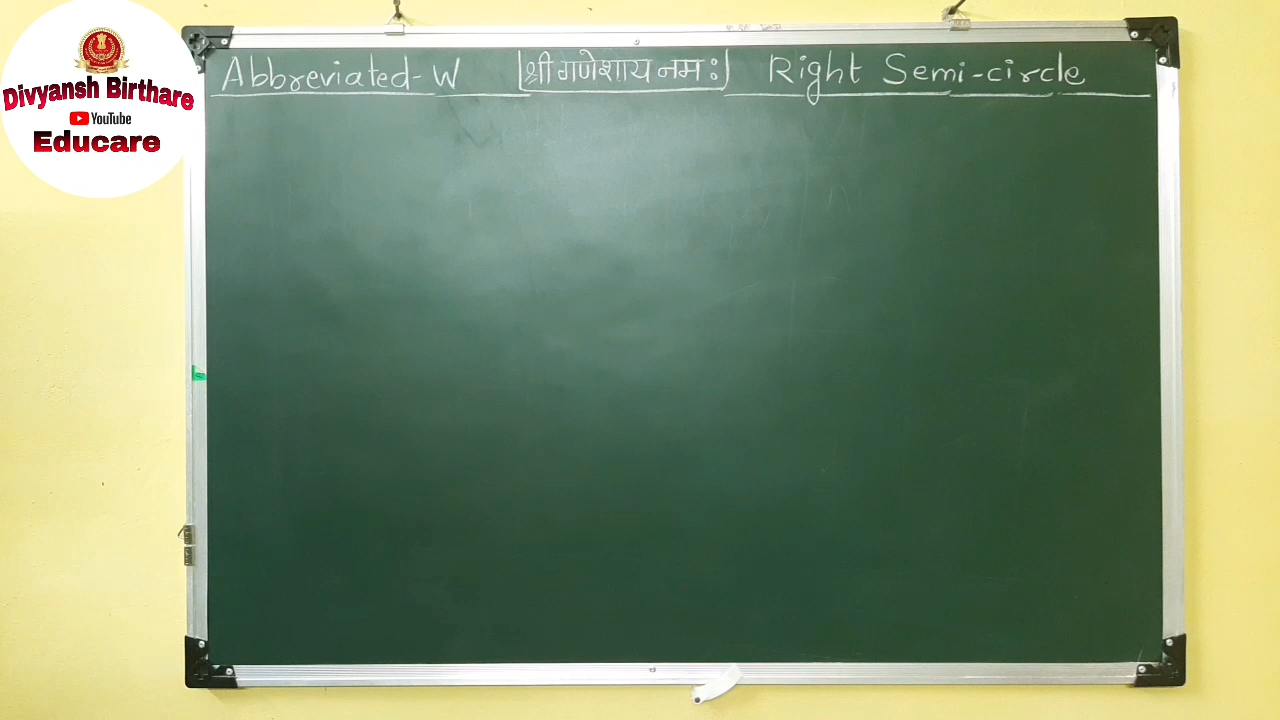 Divyansh Birthare
YouTube
Educare
Abbreviated-W |श्री गणेशाय नमः| Right Semi-circle